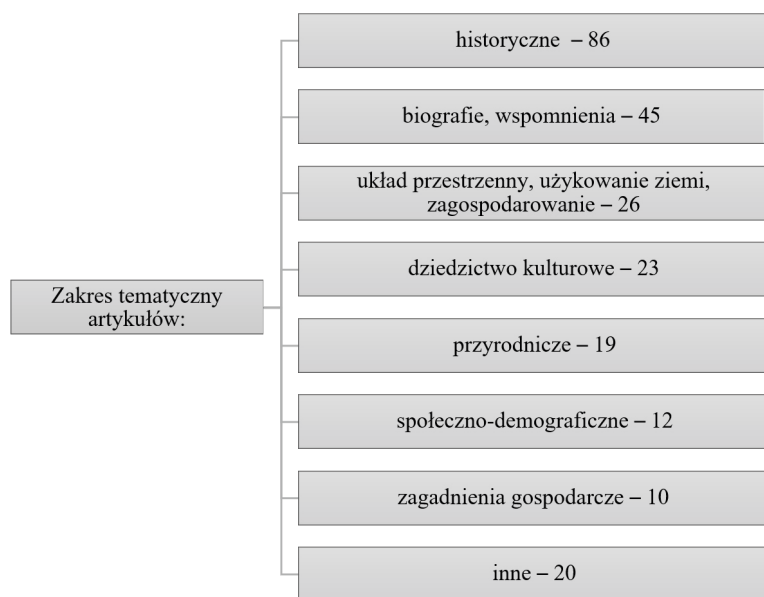 Zakres tematyczny
artykułów:
historyczne – 86
biografie, wspomnienia – 45
układ przestrzenny, użykowanie ziemi,
zagospodarowanie – 26
dziedzictwo kulturowe – 23
przyrodnicze – 19
społeczno-demograficzne – 12
zagadnienia gospodarcze – 10
inne – 20